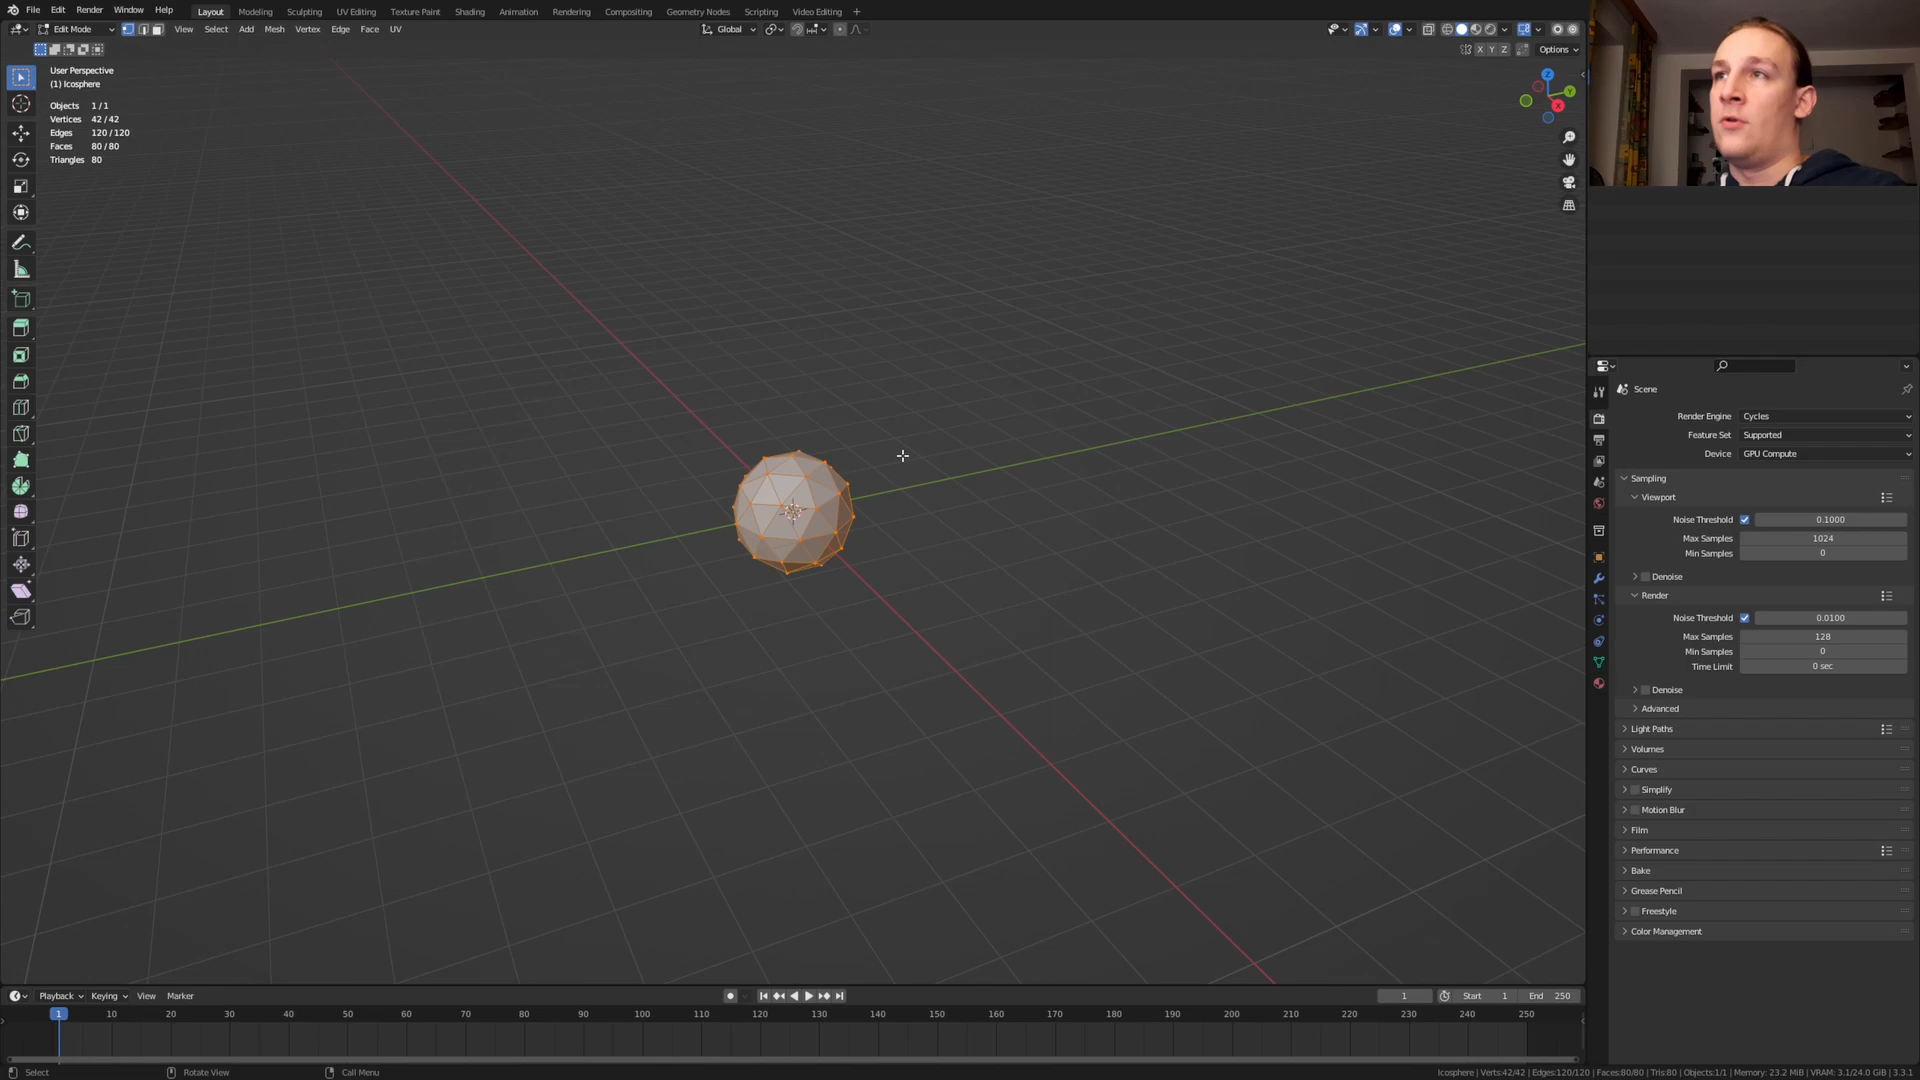 File Edit Render Window Help
Layout Modeling Sculpting UV Editing Texture Paint Shading Animation Rendering Compositing Geometry Nodes Video Editing Scripting +
Edit Mode View Select Add Mesh Vertex Edge Face UV
Global
X Y Z Options
User Perspective
(1) Icosphere
Objects 1 / 1
Vertices 42 / 42
Edges 120 / 120
Faces 80 / 80
Triangles 80
Z
Y
X
Scene
Render Engine Cycles
Feature Set Supported
Device GPU Compute
Sampling
Viewport
Noise Threshold 0.1000
Max Samples 1024
Min Samples 0
Denoise
Render
Noise Threshold 0.0100
Max Samples 128
Min Samples 0
Time Limit 0 sec
Denoise
Advanced
Light Paths
Volumes
Curves
Simplify
Motion Blur
Film
Performance
Bake
Grease Pencil
Freestyle
Color Management
Playback Keying View Marker
1 Start 1 End 250
1 10 20 30 40 50 60 70 80 90 100 110 120 130 140 150 160 170 180 190 200 210 220 230 240 250
Select Rotate View Call Menu
Icosphere | Verts:42/42 | Edges:120/120 | Faces:80/80 | Tris:80 | Objects:1/1 | Memory: 23.2 MiB | VRAM: 3.1/24.0 GiB | 3.3.1